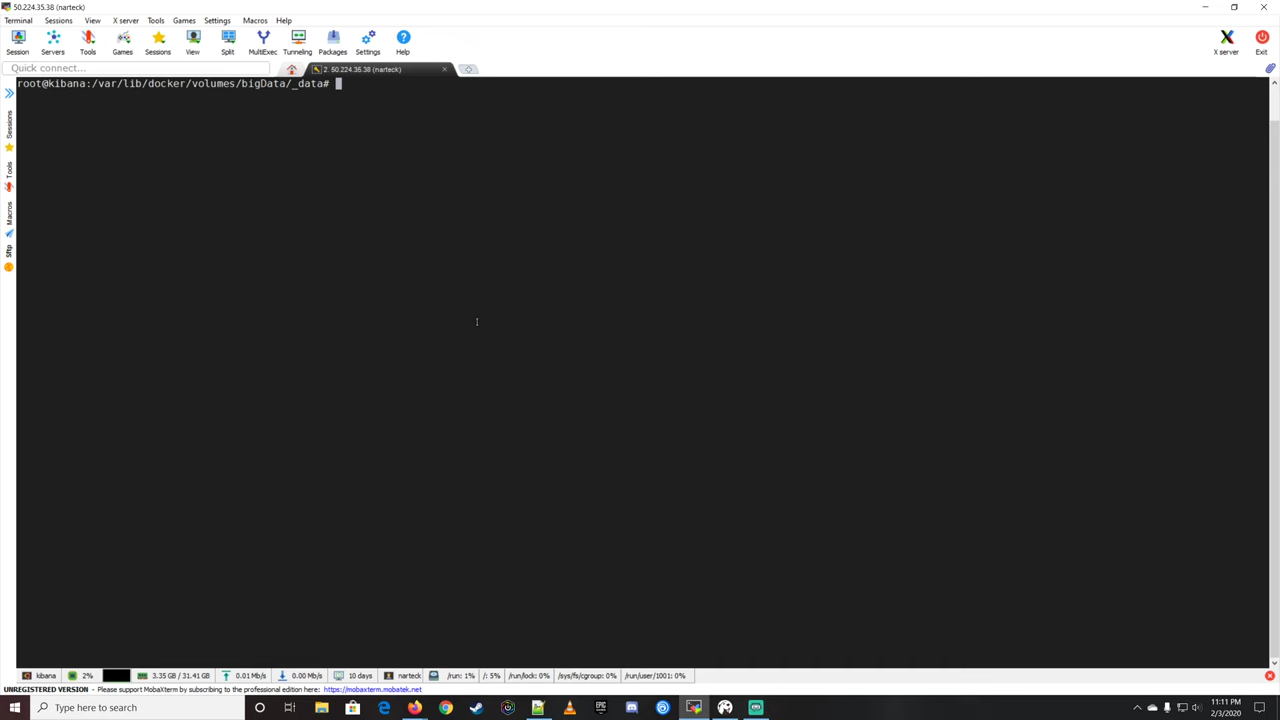 50.224.35.38 (narteck)
Terminal Sessions View X server Tools Games Settings Macros Help
Session Servers Tools Games Sessions View Split MultiExec Tunneling Packages Settings Help X server Exit
Quick connect...
2. 50.224.35.38 (narteck)
root@kibana:/var/lib/docker/volumes/bigData/_data#
Sessions
Tools
Macros
Sftp
kibana 2% 3.35 GB / 31.41 GB 0.01 Mb/s 0.00 Mb/s 10 days narteck /run: 1% /: 5% /run/lock: 0% /sys/fs/cgroup: 0% /run/user/1001: 0%
UNREGISTERED VERSION - Please support MobaXterm by subscribing to the professional edition here: https://mobaxterm.mobatek.net
Type here to search
11:11 PM
2/3/2020